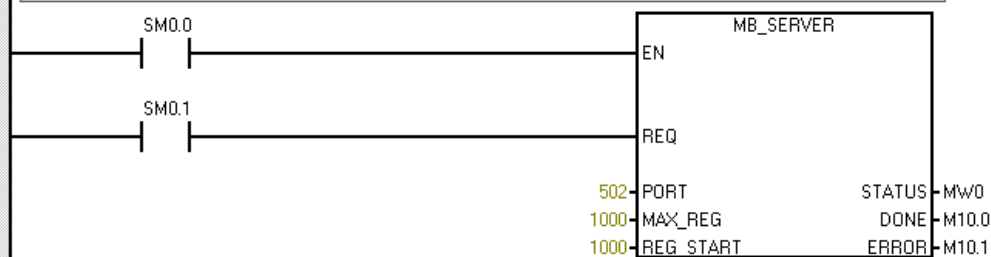 SM0.0
MB_SERVER
EN
SM0.1
REQ
502 PORT STATUS MW0
1000 MAX_REG DONE M10.0
1000 REG_START ERROR M10.1